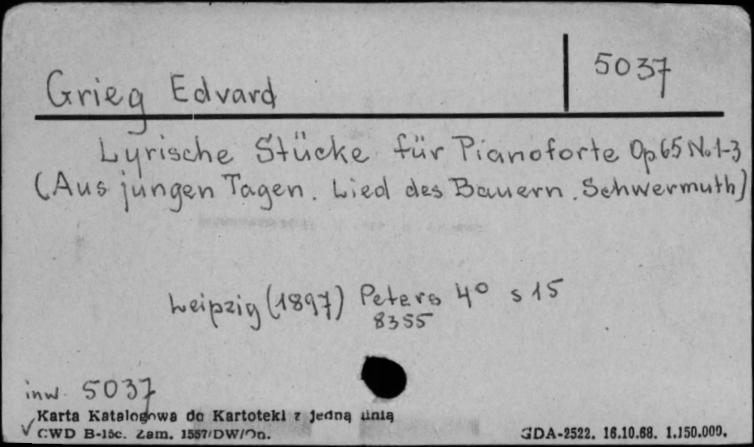 5037
Grieg Edvard
Lyrische Stücke für Pianoforte Op65 No1-3
(Aus jungen Tagen. Lied des Bauern. Schwermuth)
Leipzig (1897) Peters 4° s 15
8355
inw. 5037
Karta Katalogowa do Kartoteki z jedną linią
CWD B-15c. Zam. 1557/DW/On.
GDA-2522. 16.10.68. 1.150.000.